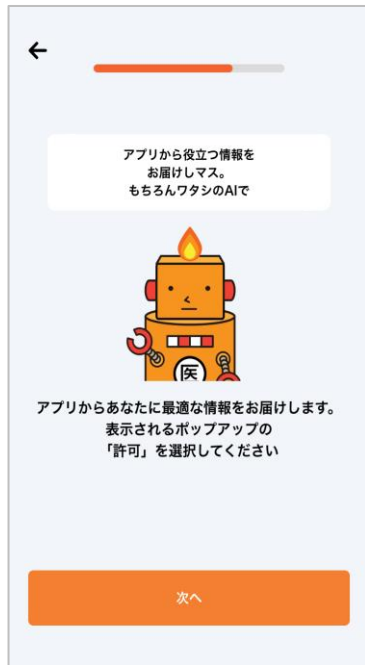 アプリから役立つ情報を
お届けしマス。
もちろんワタシのAIで
医
アプリからあなたに最適な情報をお届けします。
表示されるポップアップの
「許可」を選択してください
次へ